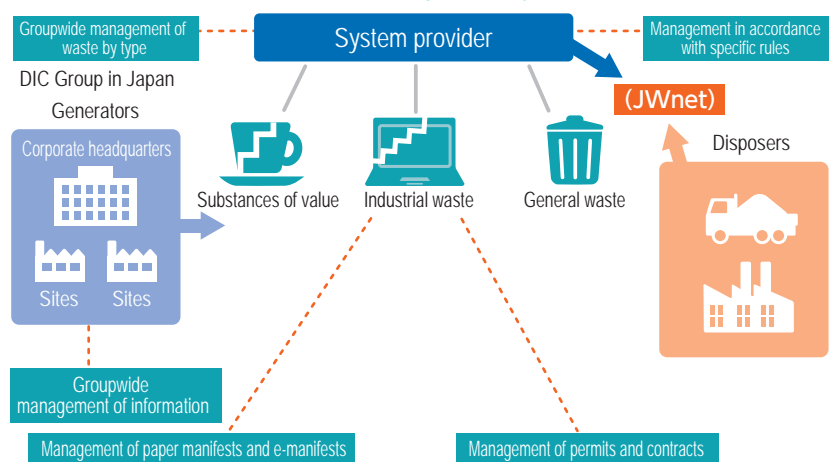 Groupwide management of
waste by type
System provider
Management in accordance
with specific rules
DIC Group in Japan
Generators
(JWnet)
Corporate headquarters
Disposers
Substances of value
Industrial waste
General waste
Sites
Sites
Groupwide
management of information
Management of paper manifests and e-manifests
Management of permits and contracts